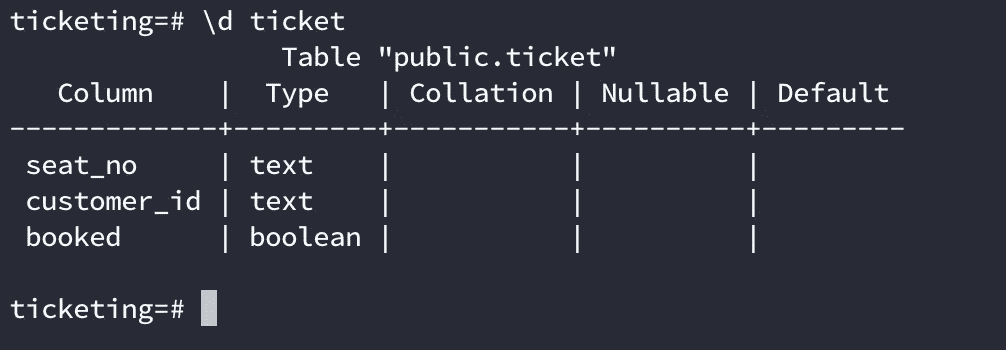 ticketing=# \d ticket
Table "public.ticket"
Column | Type | Collation | Nullable | Default
-------------+---------+-----------+----------+---------
seat_no | text | | |
customer_id | text | | |
booked | boolean | | |
ticketing=#